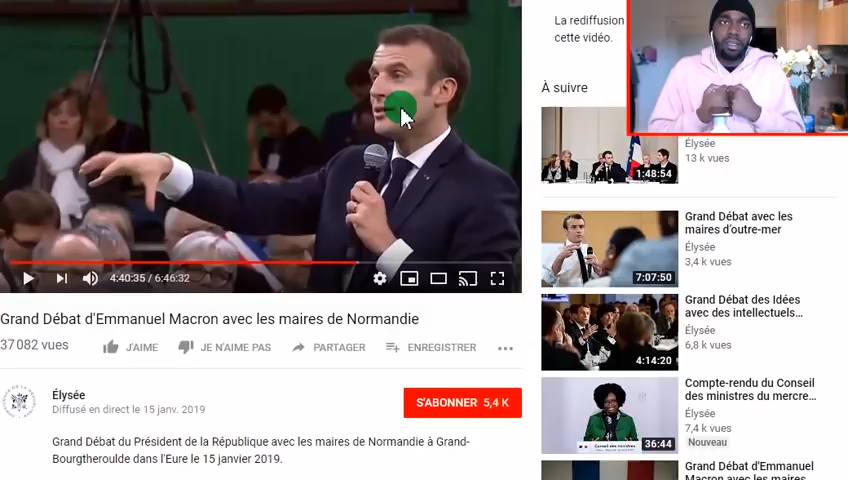 4:40:35 / 6:46:32
Grand Débat d'Emmanuel Macron avec les maires de Normandie
37 082 vues
J'AIME
JE N'AIME PAS
PARTAGER
ENREGISTRER
Élysée
Diffusé en direct le 15 janv. 2019
S'ABONNER 5,4 K
Grand Débat du Président de la République avec les maires de Normandie à Grand-
Bourgtheroulde dans l'Eure le 15 janvier 2019.
La rediffusion
cette vidéo.
À suivre
1:48:54
Élysée
13 k vues
7:07:50
Grand Débat avec les
maires d'outre-mer
Élysée
3,4 k vues
4:14:20
Grand Débat des Idées
avec des intellectuels...
Élysée
6,8 k vues
36:44
Compte-rendu du Conseil
des ministres du mercre...
Élysée
7,4 k vues
Nouveau
Grand Débat d'Emmanuel
Macron avec les maires